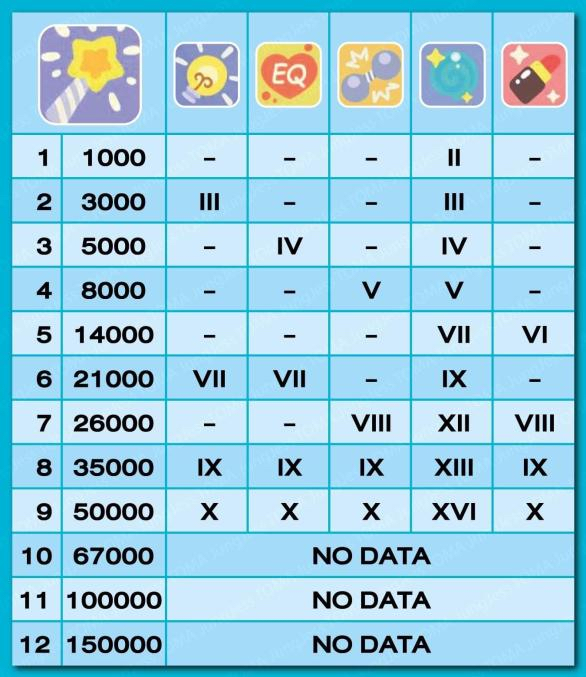 EQ
1 1000 – – – II –
2 3000 III – – III –
3 5000 – IV – IV –
4 8000 – – V V –
5 14000 – – – VII VI
6 21000 VII VII – IX –
7 26000 – – VIII XII VIII
8 35000 IX IX IX XIII IX
9 50000 X X X XVI X
10 67000 NO DATA
11 100000 NO DATA
12 150000 NO DATA